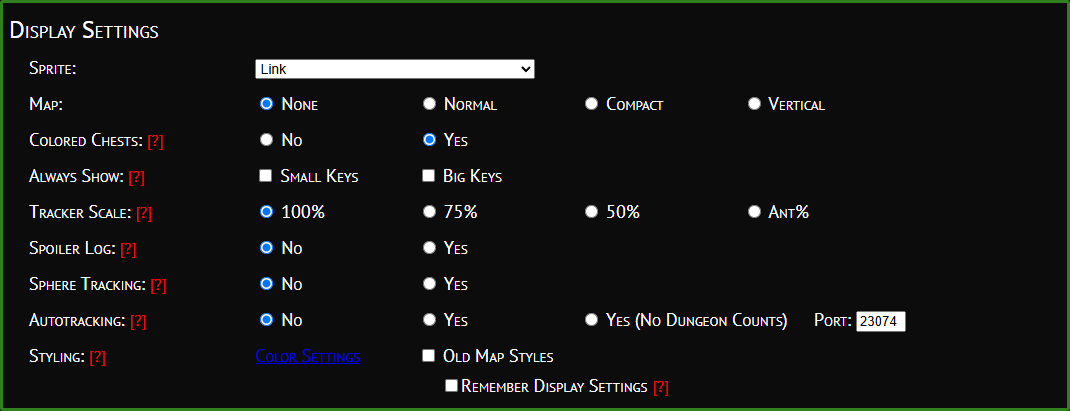 Display Settings
Sprite: Link
Map: None Normal Compact Vertical
Colored Chests: [?] No Yes
Always Show: [?] Small Keys Big Keys
Tracker Scale: [?] 100% 75% 50% Ant%
Spoiler Log: [?] No Yes
Sphere Tracking: [?] No Yes
Autotracking: [?] No Yes Yes (No Dungeon Counts) Port: 23074
Styling: [?] Color Settings Old Map Styles
Remember Display Settings [?]